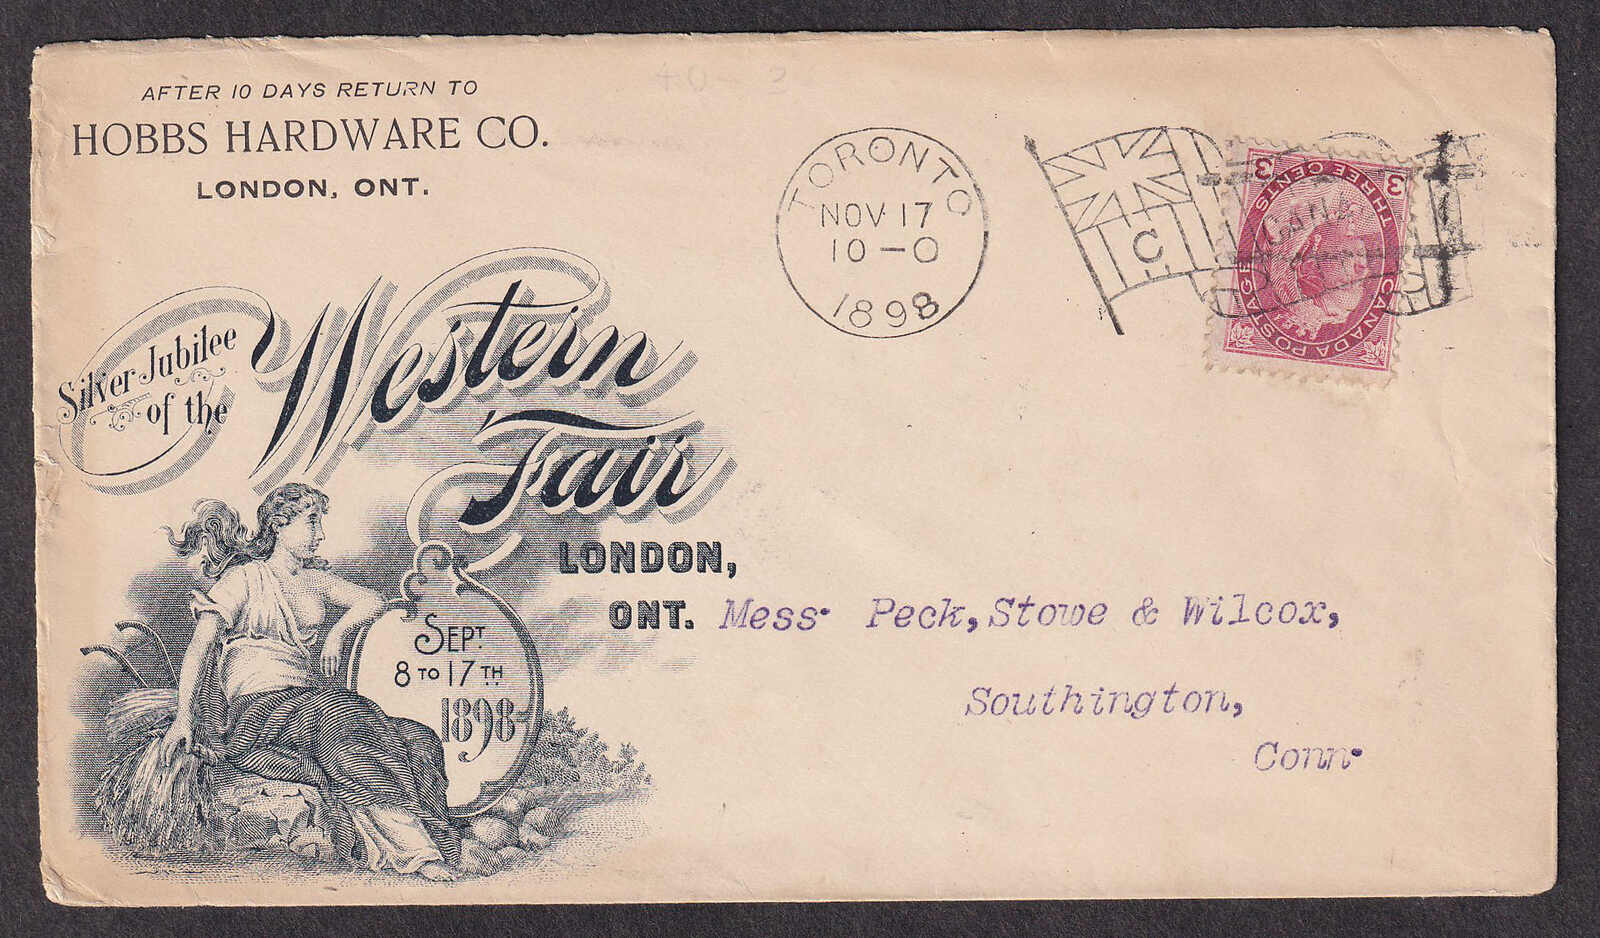 AFTER 10 DAYS RETURN TO
HOBBS HARDWARE CO.
LONDON, ONT.
TORONTO
NOV 17
10-0
1898
C
CANADA
3 THREE CENTS 3
CANADA POSTAGE
Silver Jubilee
of the
Western
Fair
LONDON,
ONT.
SEPT.
8 TO 17TH
1898
Mess. Peck, Stowe & Wilcox,
Southington,
Conn.